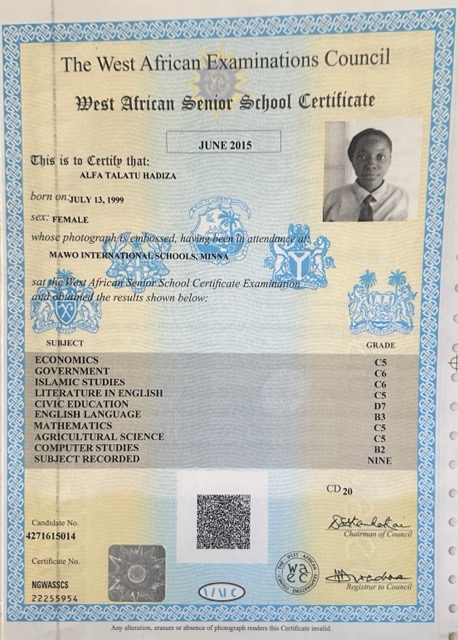 The West African Examinations Council
West African Senior School Certificate
JUNE 2015
This is to Certify that:
ALFA TALATU HADIZA
born on: JULY 13, 1999
sex: FEMALE
whose photograph is embossed, having been in attendance at
MAWO INTERNATIONAL SCHOOLS, MINNA
sat the West African Senior School Certificate Examination
and obtained the results shown below:
SUBJECT GRADE
ECONOMICS C5
GOVERNMENT C6
ISLAMIC STUDIES C6
LITERATURE IN ENGLISH C5
CIVIC EDUCATION D7
ENGLISH LANGUAGE B3
MATHEMATICS C5
AGRICULTURAL SCIENCE C5
COMPUTER STUDIES B2
SUBJECT RECORDED NINE
CD 20
Candidate No.
4271615014
Chairman of Council
Certificate No.
NGWASSCS
22255954
Registrar to Council
Any alteration, erasure or absence of photograph renders this Certificate invalid.